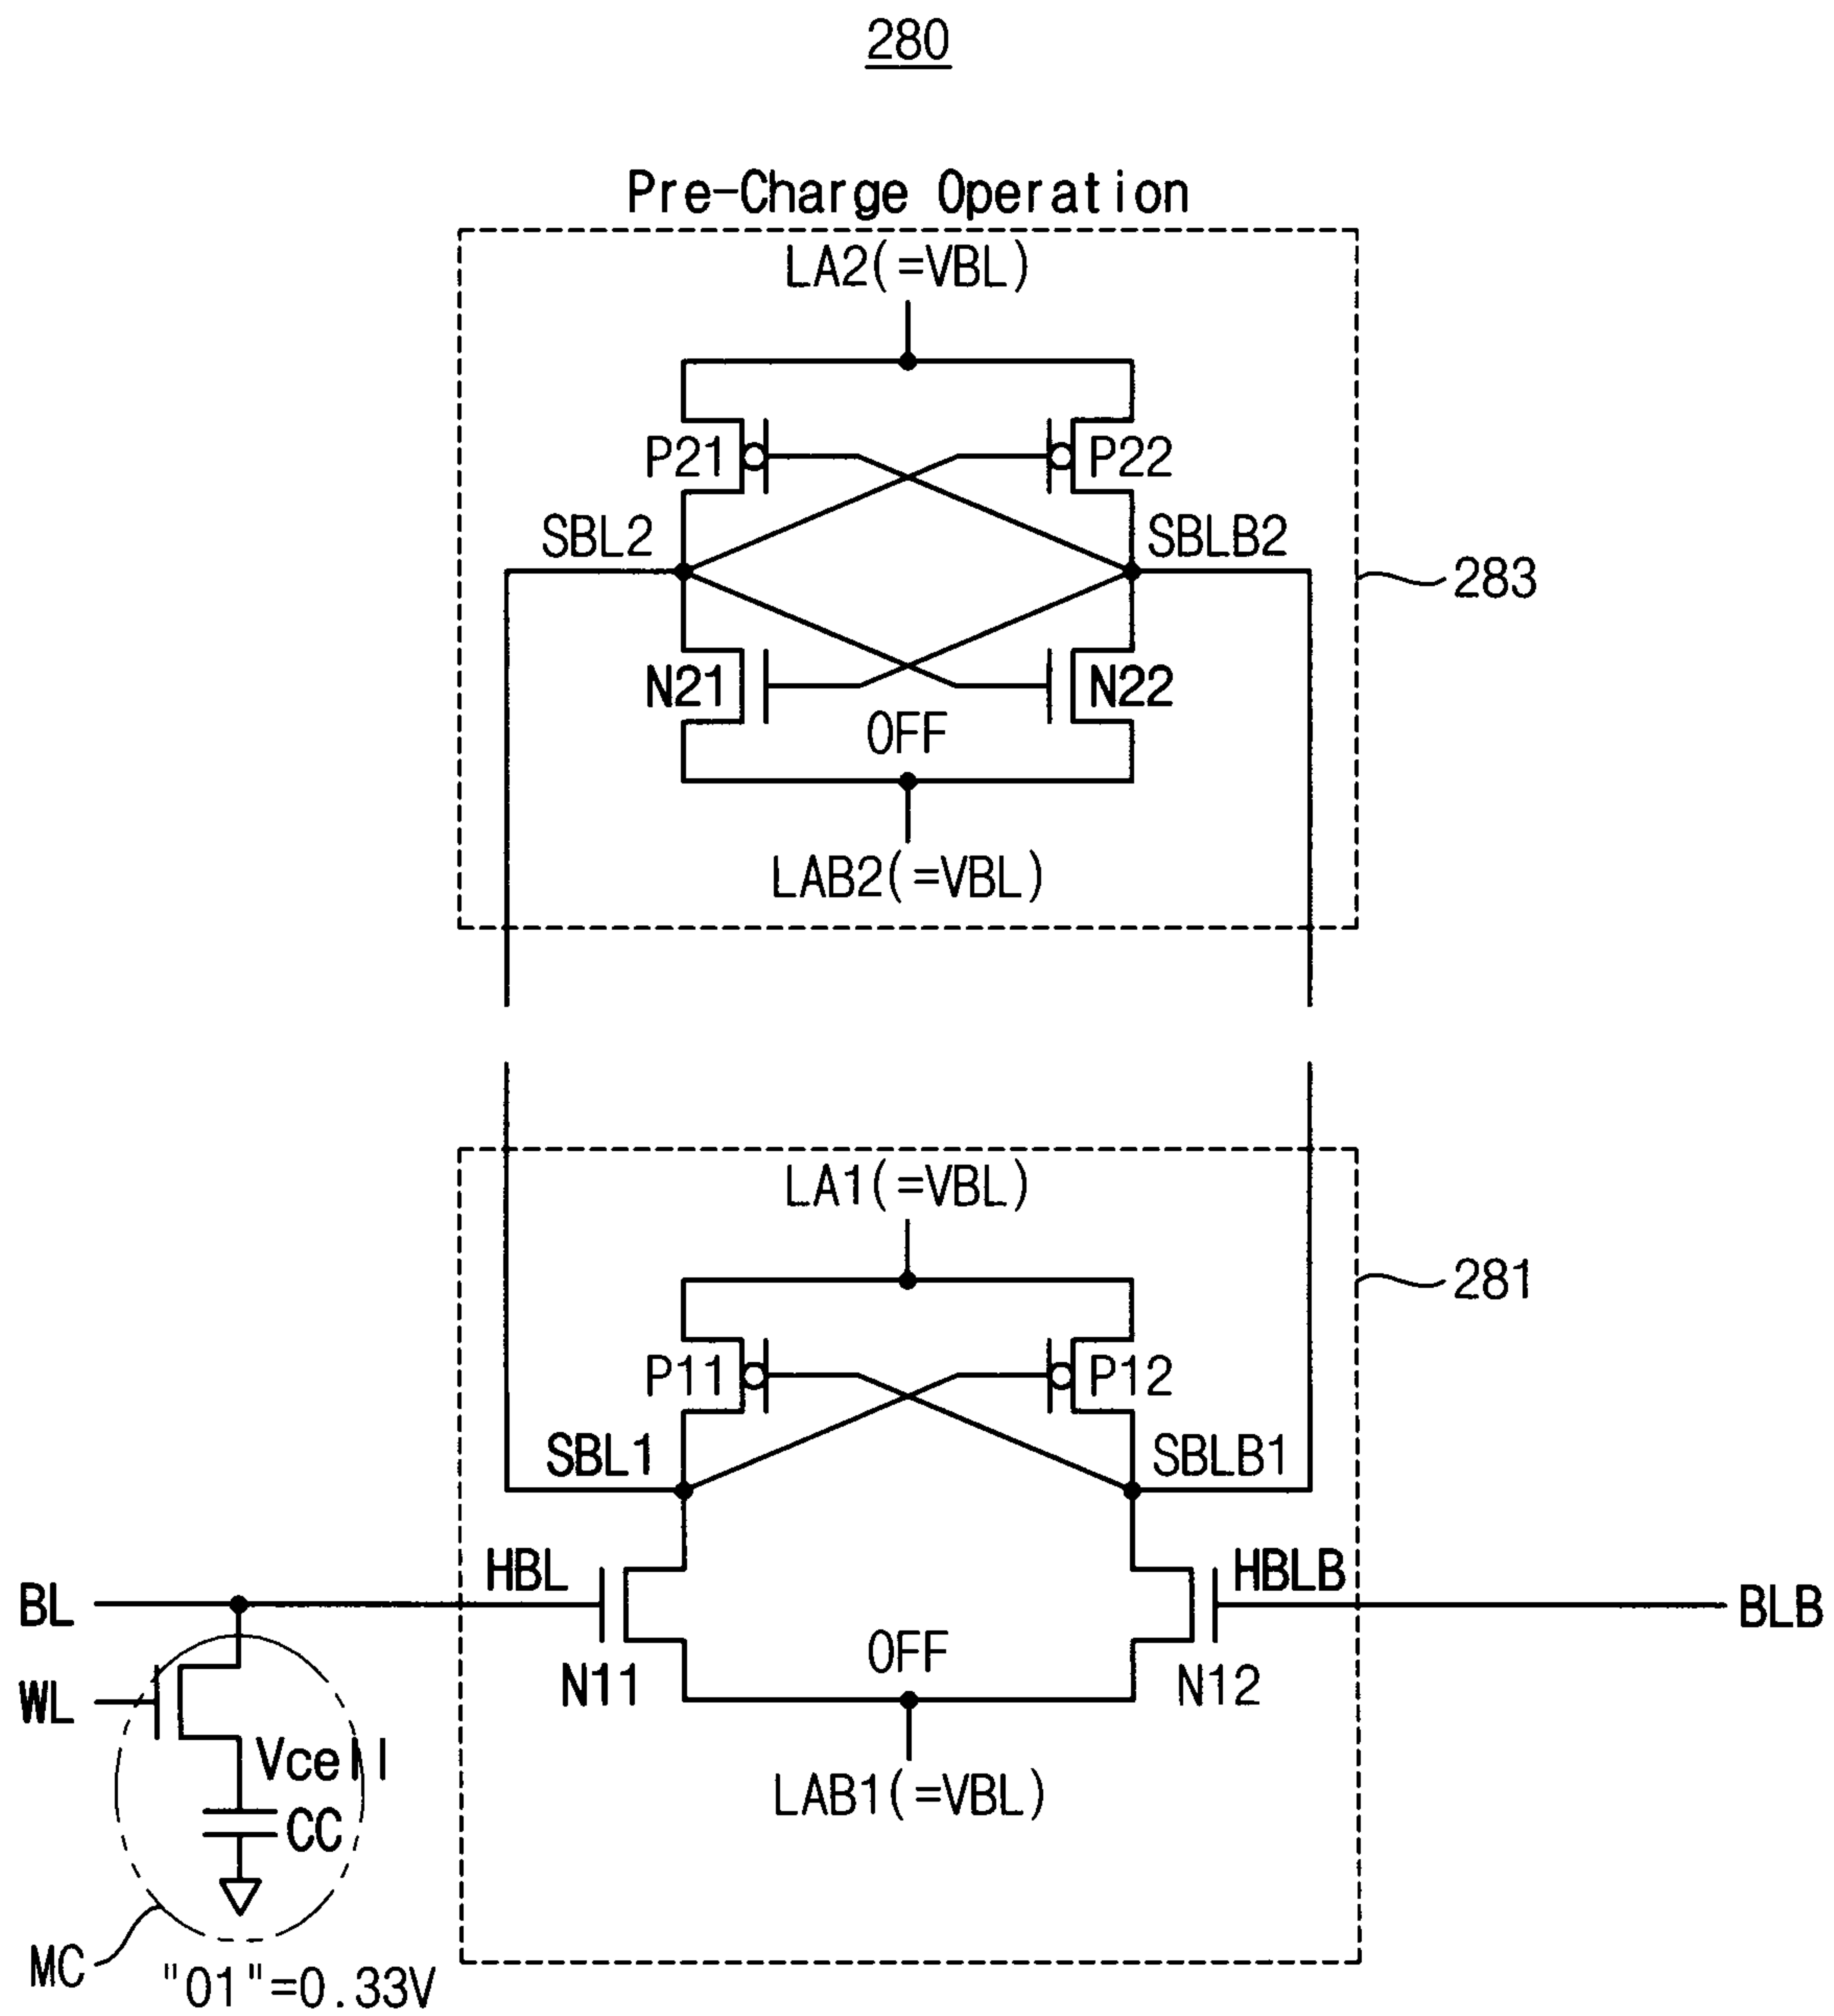 280
Pre-Charge Operation
LA2(=VBL)
P21
P22
SBL2
SBLB2
283
N21
N22
OFF
LAB2(=VBL)
LA1(=VBL)
281
P11
P12
SBL1
SBLB1
HBL
HBLB
BL
BLB
OFF
N11
N12
WL
Vcell
LAB1(=VBL)
CC
MC
"01"=0.33V